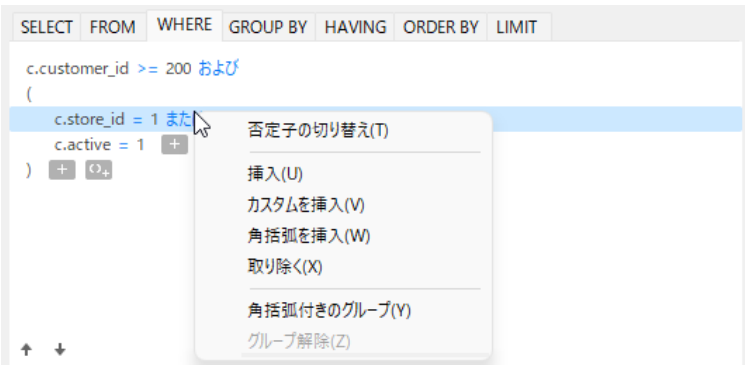 SELECT FROM WHERE GROUP BY HAVING ORDER BY LIMIT
c.customer_id >= 200 および
(
c.store_id = 1 また
c.active = 1 +
) + ()+
否定子の切り替え(T)
挿入(U)
カスタムを挿入(V)
角括弧を挿入(W)
取り除く(X)
角括弧付きのグループ(Y)
グループ解除(Z)